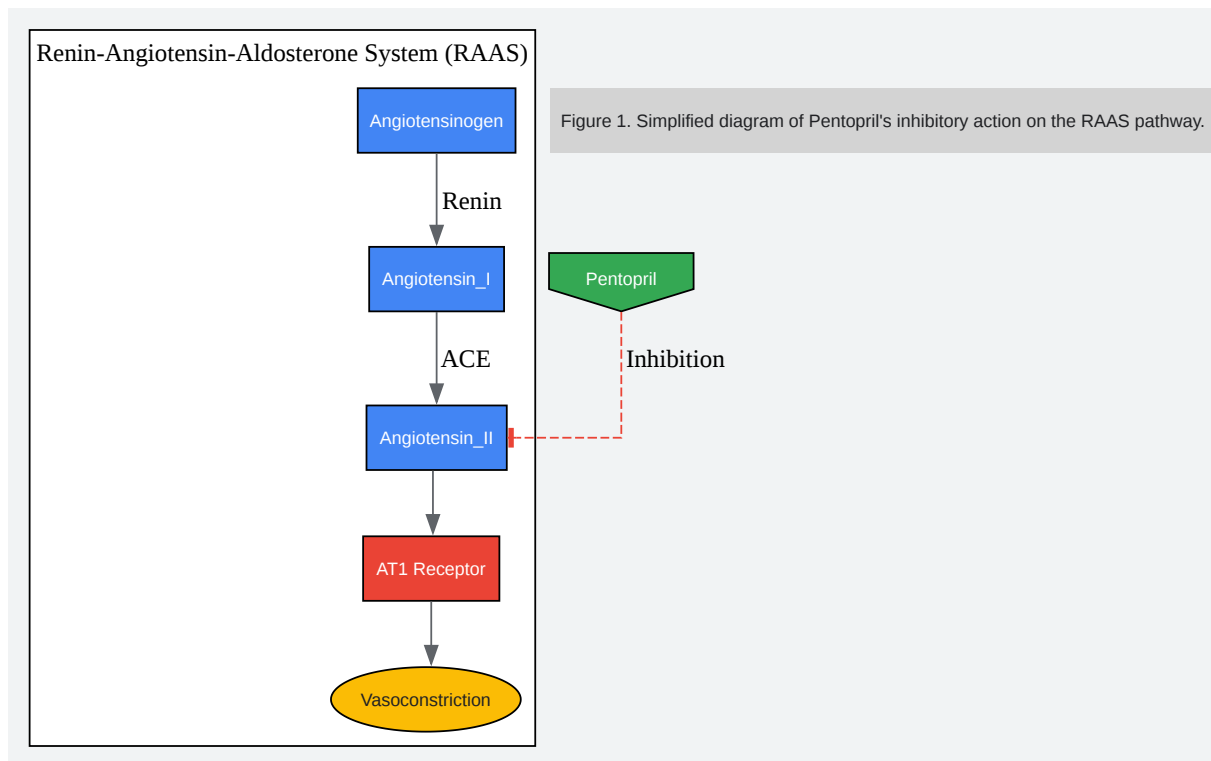 Renin-Angiotensin-Aldosterone System (RAAS)
Angiotensinogen
Figure 1. Simplified diagram of Pentopril's inhibitory action on the RAAS pathway.
Renin
Angiotensin_I
Pentopril
ACE
Inhibition
Angiotensin_II
AT1 Receptor
Vasoconstriction